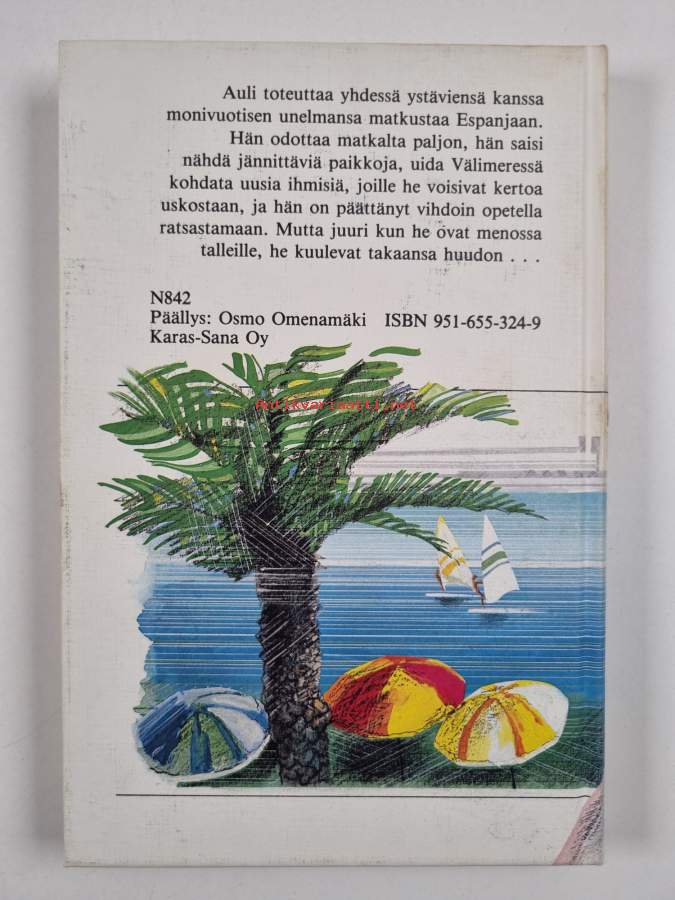 Auli toteuttaa yhdessä ystäviensä kanssa
monivuotisen unelmansa matkustaa Espanjaan.
Hän odottaa matkalta paljon, hän saisi
nähdä jännittäviä paikkoja, uida Välimeressä
kohdata uusia ihmisiä, joille he voisivat kertoa
uskostaan, ja hän on päättänyt vihdoin opetella
ratsastamaan. Mutta juuri kun he ovat menossa
talleille, he kuulevat takaansa huudon . . .
N842
Päällys: Osmo Omenamäki ISBN 951-655-324-9
Karas-Sana Oy
Antikvariaatti.net